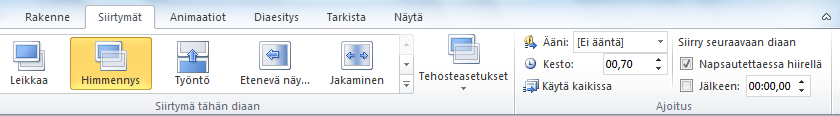 Rakenne Siirtymät Animaatiot Diaesitys Tarkista Näytä
Leikkaa Himmennys Työntö Etenevä näy... Jakaminen Tehosteasetukset
Siirtymä tähän diaan
Ääni: [Ei ääntä]
Kesto: 00,70
Käytä kaikissa
Siirry seuraavaan diaan
Napsautettaessa hiirellä
Jälkeen: 00:00,00
Ajoitus